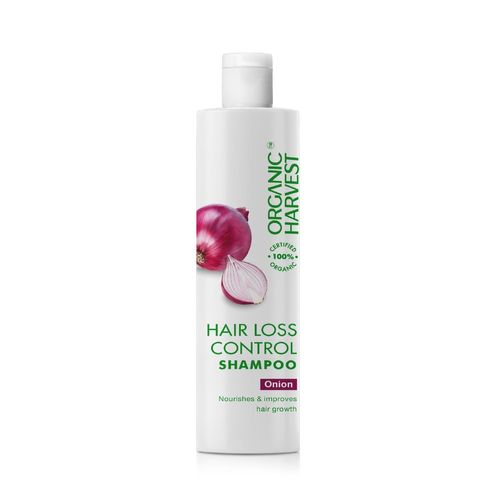 ORGANIC
HARVEST
CERTIFIED
100%
ORGANIC
HAIR LOSS
CONTROL
SHAMPOO
Onion
Nourishes & improves
hair growth